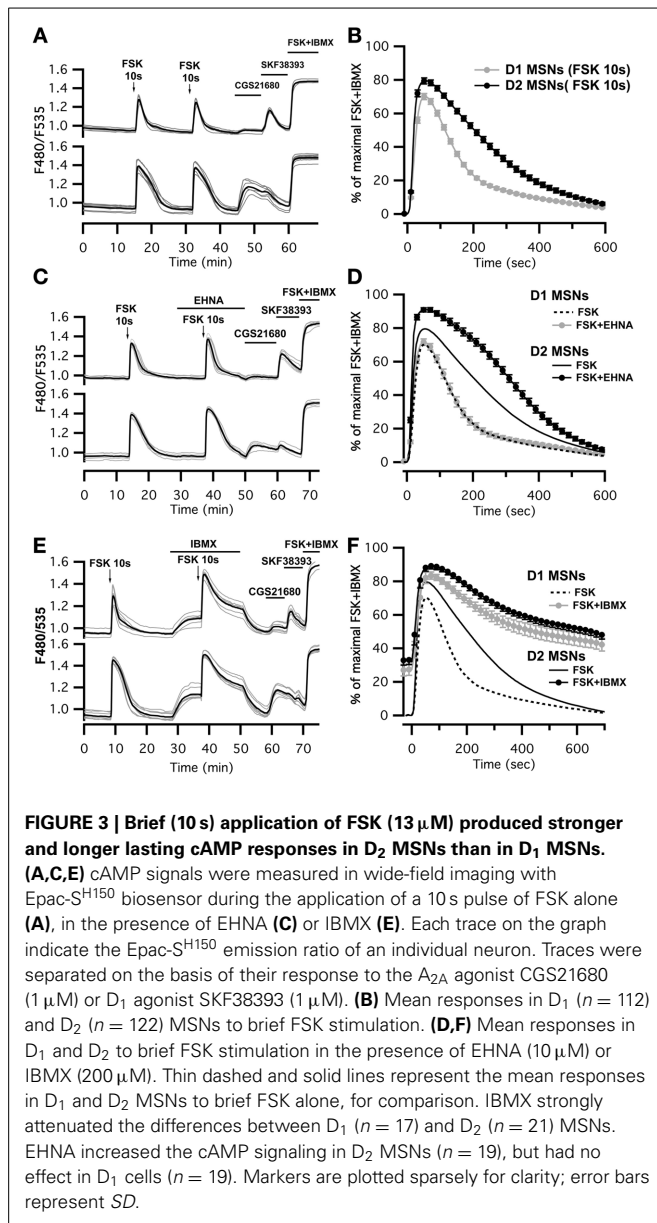 A
FSK+IBMX
SKF38393
FSK 10s
FSK 10s
CGS21680
1.6
1.4
1.2
1.0
F480/F535
1.6
1.4
1.2
1.0
0 10 20 30 40 50 60
Time (min)
B
% of maximal FSK+IBMX
100
80
60
40
20
0
D1 MSNs (FSK 10s)
D2 MSNs( FSK 10s)
0 200 400 600
Time (sec)
C
FSK+IBMX
EHNA
SKF38393
FSK 10s
FSK 10s
CGS21680
1.6
1.4
1.2
1.0
F480/F535
1.6
1.4
1.2
1.0
0 10 20 30 40 50 60 70
Time (min)
D
% of maximal FSK+IBMX
100
80
60
40
20
0
D1 MSNs
FSK
FSK+EHNA
D2 MSNs
FSK
FSK+EHNA
0 200 400 600
Time (sec)
E
FSK+IBMX
IBMX
SKF38393
FSK 10s
FSK 10s
CGS21680
1.6
1.4
1.2
1.0
F480/535
1.6
1.4
1.2
1.0
0 10 20 30 40 50 60 70
Time (min)
F
% of maximal FSK+IBMX
100
80
60
40
20
0
D1 MSNs
FSK
FSK+IBMX
D2 MSNs
FSK
FSK+IBMX
0 200 400 600
Time (sec)
FIGURE 3 | Brief (10 s) application of FSK (13 μM) produced stronger
and longer lasting cAMP responses in D₂ MSNs than in D₁ MSNs.
(A,C,E) cAMP signals were measured in wide-field imaging with
Epac-S^H150 biosensor during the application of a 10 s pulse of FSK alone
(A), in the presence of EHNA (C) or IBMX (E). Each trace on the graph
indicate the Epac-S^H150 emission ratio of an individual neuron. Traces were
separated on the basis of their response to the A₂A agonist CGS21680
(1 μM) or D₁ agonist SKF38393 (1 μM). (B) Mean responses in D₁ (n = 112)
and D₂ (n = 122) MSNs to brief FSK stimulation. (D,F) Mean responses in
D₁ and D₂ to brief FSK stimulation in the presence of EHNA (10 μM) or
IBMX (200 μM). Thin dashed and solid lines represent the mean responses
in D₁ and D₂ MSNs to brief FSK alone, for comparison. IBMX strongly
attenuated the differences between D₁ (n = 17) and D₂ (n = 21) MSNs.
EHNA increased the cAMP signaling in D₂ MSNs (n = 19), but had no
effect in D₁ cells (n = 19). Markers are plotted sparsely for clarity; error bars
represent SD.